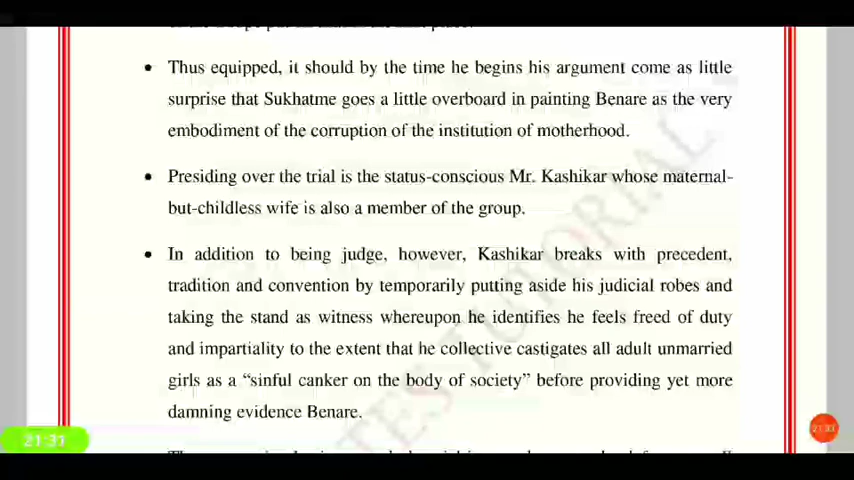 Thus equipped, it should by the time he begins his argument come as little
surprise that Sukhatme goes a little overboard in painting Benare as the very
embodiment of the corruption of the institution of motherhood.
Presiding over the trial is the status-conscious Mr. Kashikar whose maternal-
but-childless wife is also a member of the group.
In addition to being judge, however, Kashikar breaks with precedent,
tradition and convention by temporarily putting aside his judicial robes and
taking the stand as witness whereupon he identifies he feels freed of duty
and impartiality to the extent that he collective castigates all adult unmarried
girls as a “sinful canker on the body of society” before providing yet more
damning evidence Benare.
21:31
TES TUTORIAL